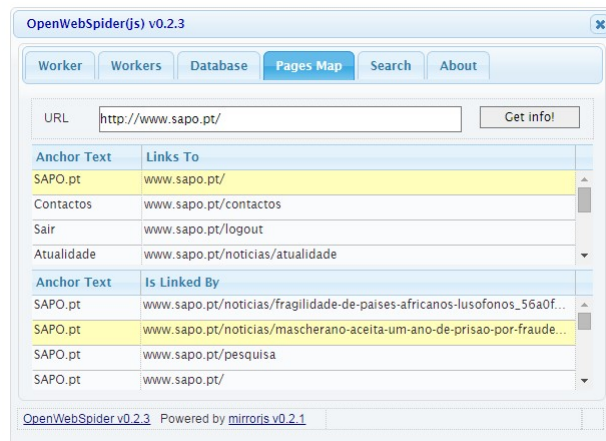 OpenWebSpider(js) v0.2.3
Worker Workers Database Pages Map Search About
URL http://www.sapo.pt/ Get info!
Anchor Text Links To
SAPO.pt www.sapo.pt/
Contactos www.sapo.pt/contactos
Sair www.sapo.pt/logout
Atualidade www.sapo.pt/noticias/atualidade
Anchor Text Is Linked By
SAPO.pt www.sapo.pt/noticias/fragilidade-de-paises-africanos-lusofonos_56a0f...
SAPO.pt www.sapo.pt/noticias/mascherano-aceita-um-ano-de-prisao-por-fraude...
SAPO.pt www.sapo.pt/pesquisa
SAPO.pt www.sapo.pt/
OpenWebSpider v0.2.3 Powered by mirrorjs v0.2.1